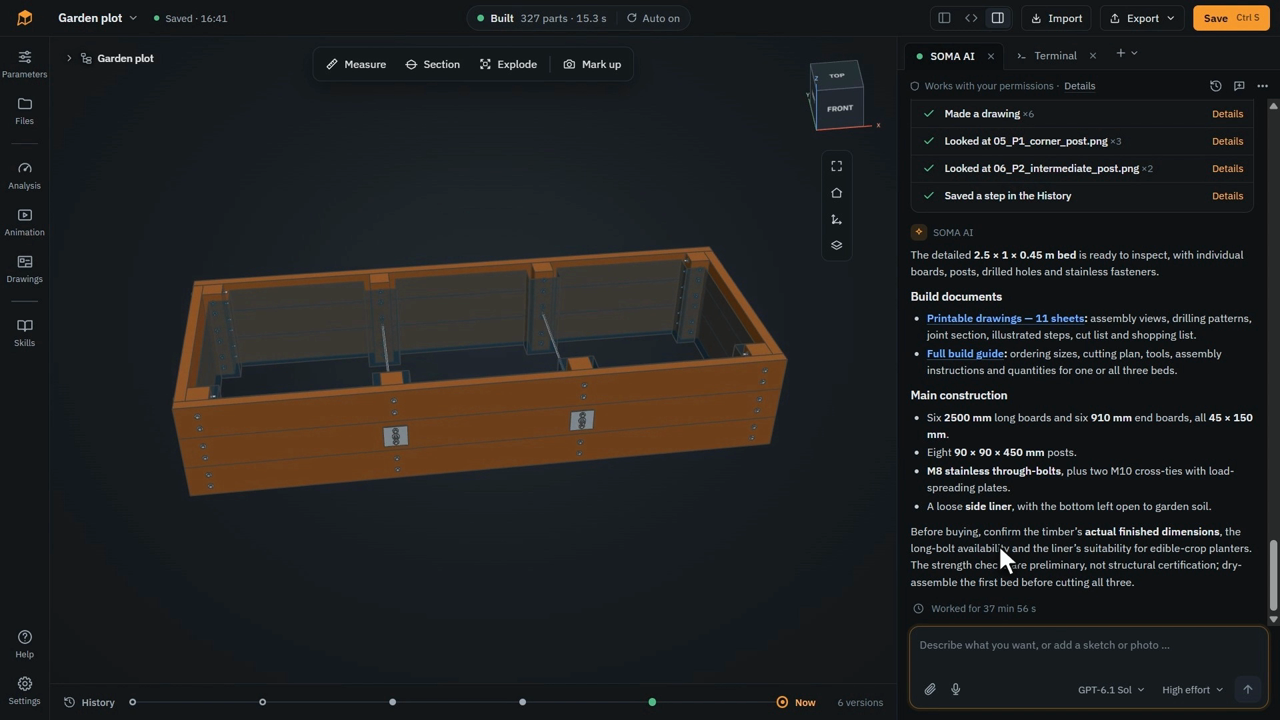 Garden plot
Saved · 16:41
Built 327 parts · 15.3 s
Auto on
Import
Export
Save Ctrl S
Parameters
Files
Analysis
Animation
Drawings
Skills
Help
Settings
Garden plot
Measure
Section
Explode
Mark up
TOP
FRONT
Z
Y
X
History
Now
6 versions
SOMA AI
Terminal
Works with your permissions · Details
Made a drawing ×6 Details
Looked at 05_P1_corner_post.png ×3 Details
Looked at 06_P2_intermediate_post.png ×2 Details
Saved a step in the History Details
SOMA AI
The detailed 2.5 × 1 × 0.45 m bed is ready to inspect, with individual
boards, posts, drilled holes and stainless fasteners.
Build documents
• Printable drawings — 11 sheets: assembly views, drilling patterns,
joint section, illustrated steps, cut list and shopping list.
• Full build guide: ordering sizes, cutting plan, tools, assembly
instructions and quantities for one or all three beds.
Main construction
• Six 2500 mm long boards and six 910 mm end boards, all 45 × 150
mm.
• Eight 90 × 90 × 450 mm posts.
• M8 stainless through-bolts, plus two M10 cross-ties with load-
spreading plates.
• A loose side liner, with the bottom left open to garden soil.
Before buying, confirm the timber's actual finished dimensions, the
long-bolt availability and the liner's suitability for edible-crop planters.
The strength are preliminary, not structural certification; dry-
assemble the first bed before cutting all three.
Worked for 37 min 56 s
Describe what you want, or add a sketch or photo ...
GPT-6.1 Sol
High effort